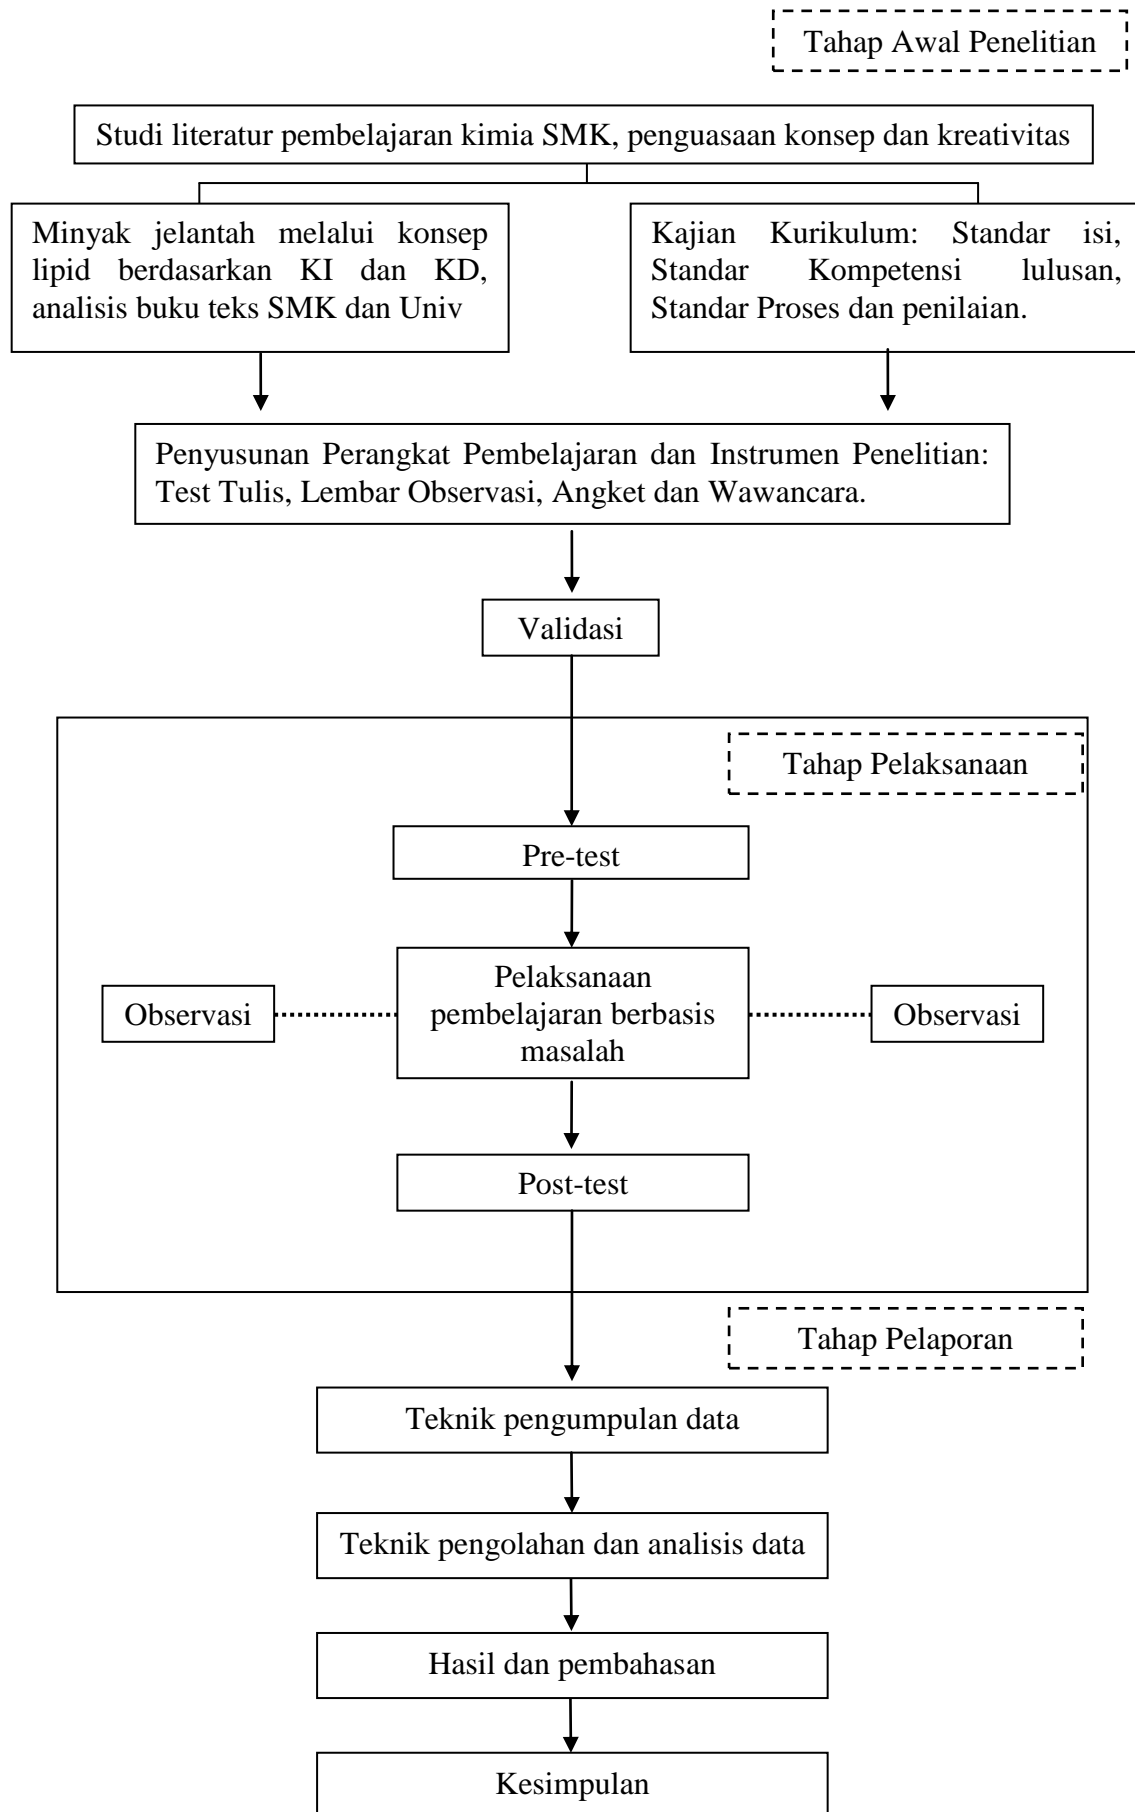 Tahap Awal Penelitian
Studi literatur pembelajaran kimia SMK, penguasaan konsep dan kreativitas
Minyak jelantah melalui konsep
lipid berdasarkan KI dan KD,
analisis buku teks SMK dan Univ
Kajian Kurikulum: Standar isi,
Standar Kompetensi lulusan,
Standar Proses dan penilaian.
Penyusunan Perangkat Pembelajaran dan Instrumen Penelitian:
Test Tulis, Lembar Observasi, Angket dan Wawancara.
Validasi
Tahap Pelaksanaan
Pre-test
Observasi
Pelaksanaan
pembelajaran berbasis
masalah
Observasi
Post-test
Tahap Pelaporan
Teknik pengumpulan data
Teknik pengolahan dan analisis data
Hasil dan pembahasan
Kesimpulan